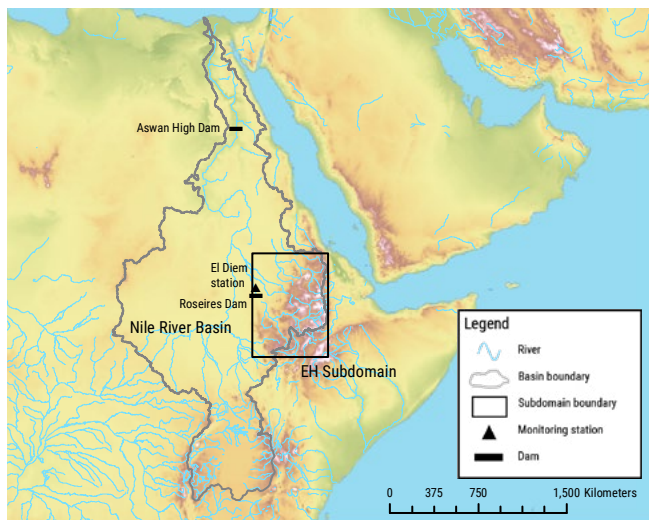 Aswan High Dam
El Diem
station
Roseires Dam
Nile River Basin
EH Subdomain
Legend
River
Basin boundary
Subdomain boundary
Monitoring station
Dam
0 375 750 1,500 Kilometers